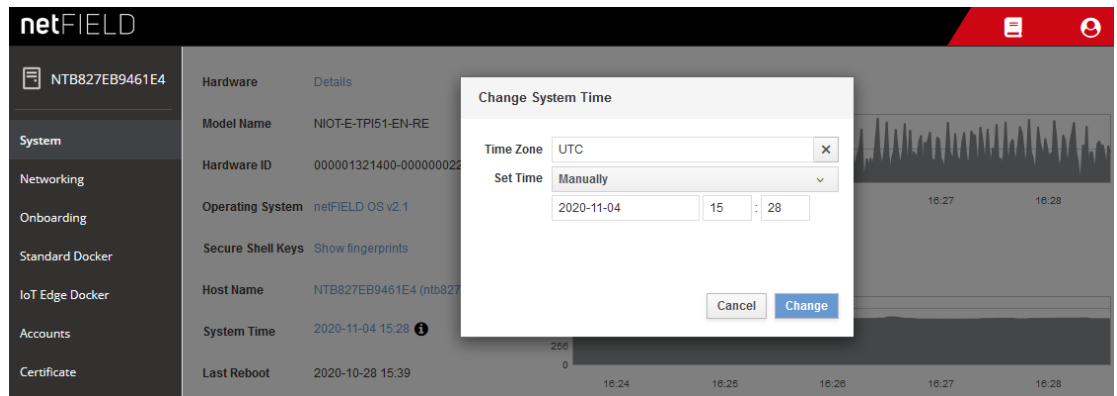 netFIELD
NTB827EB9461E4
System
Networking
Onboarding
Standard Docker
IoT Edge Docker
Accounts
Certificate
Hardware Details
Model Name NIOT-E-TPI51-EN-RE
Hardware ID 000001321400-000000022
Operating System netFIELD OS v2.1
Secure Shell Keys Show fingerprints
Host Name NTB827EB9461E4 (ntb827
System Time 2020-11-04 15:28
Last Reboot 2020-10-28 15:39
Change System Time
Time Zone UTC
Set Time Manually
2020-11-04 15 : 28
Cancel Change
16:27 16:28
256
0
16:24 16:25 16:26 16:27 16:28